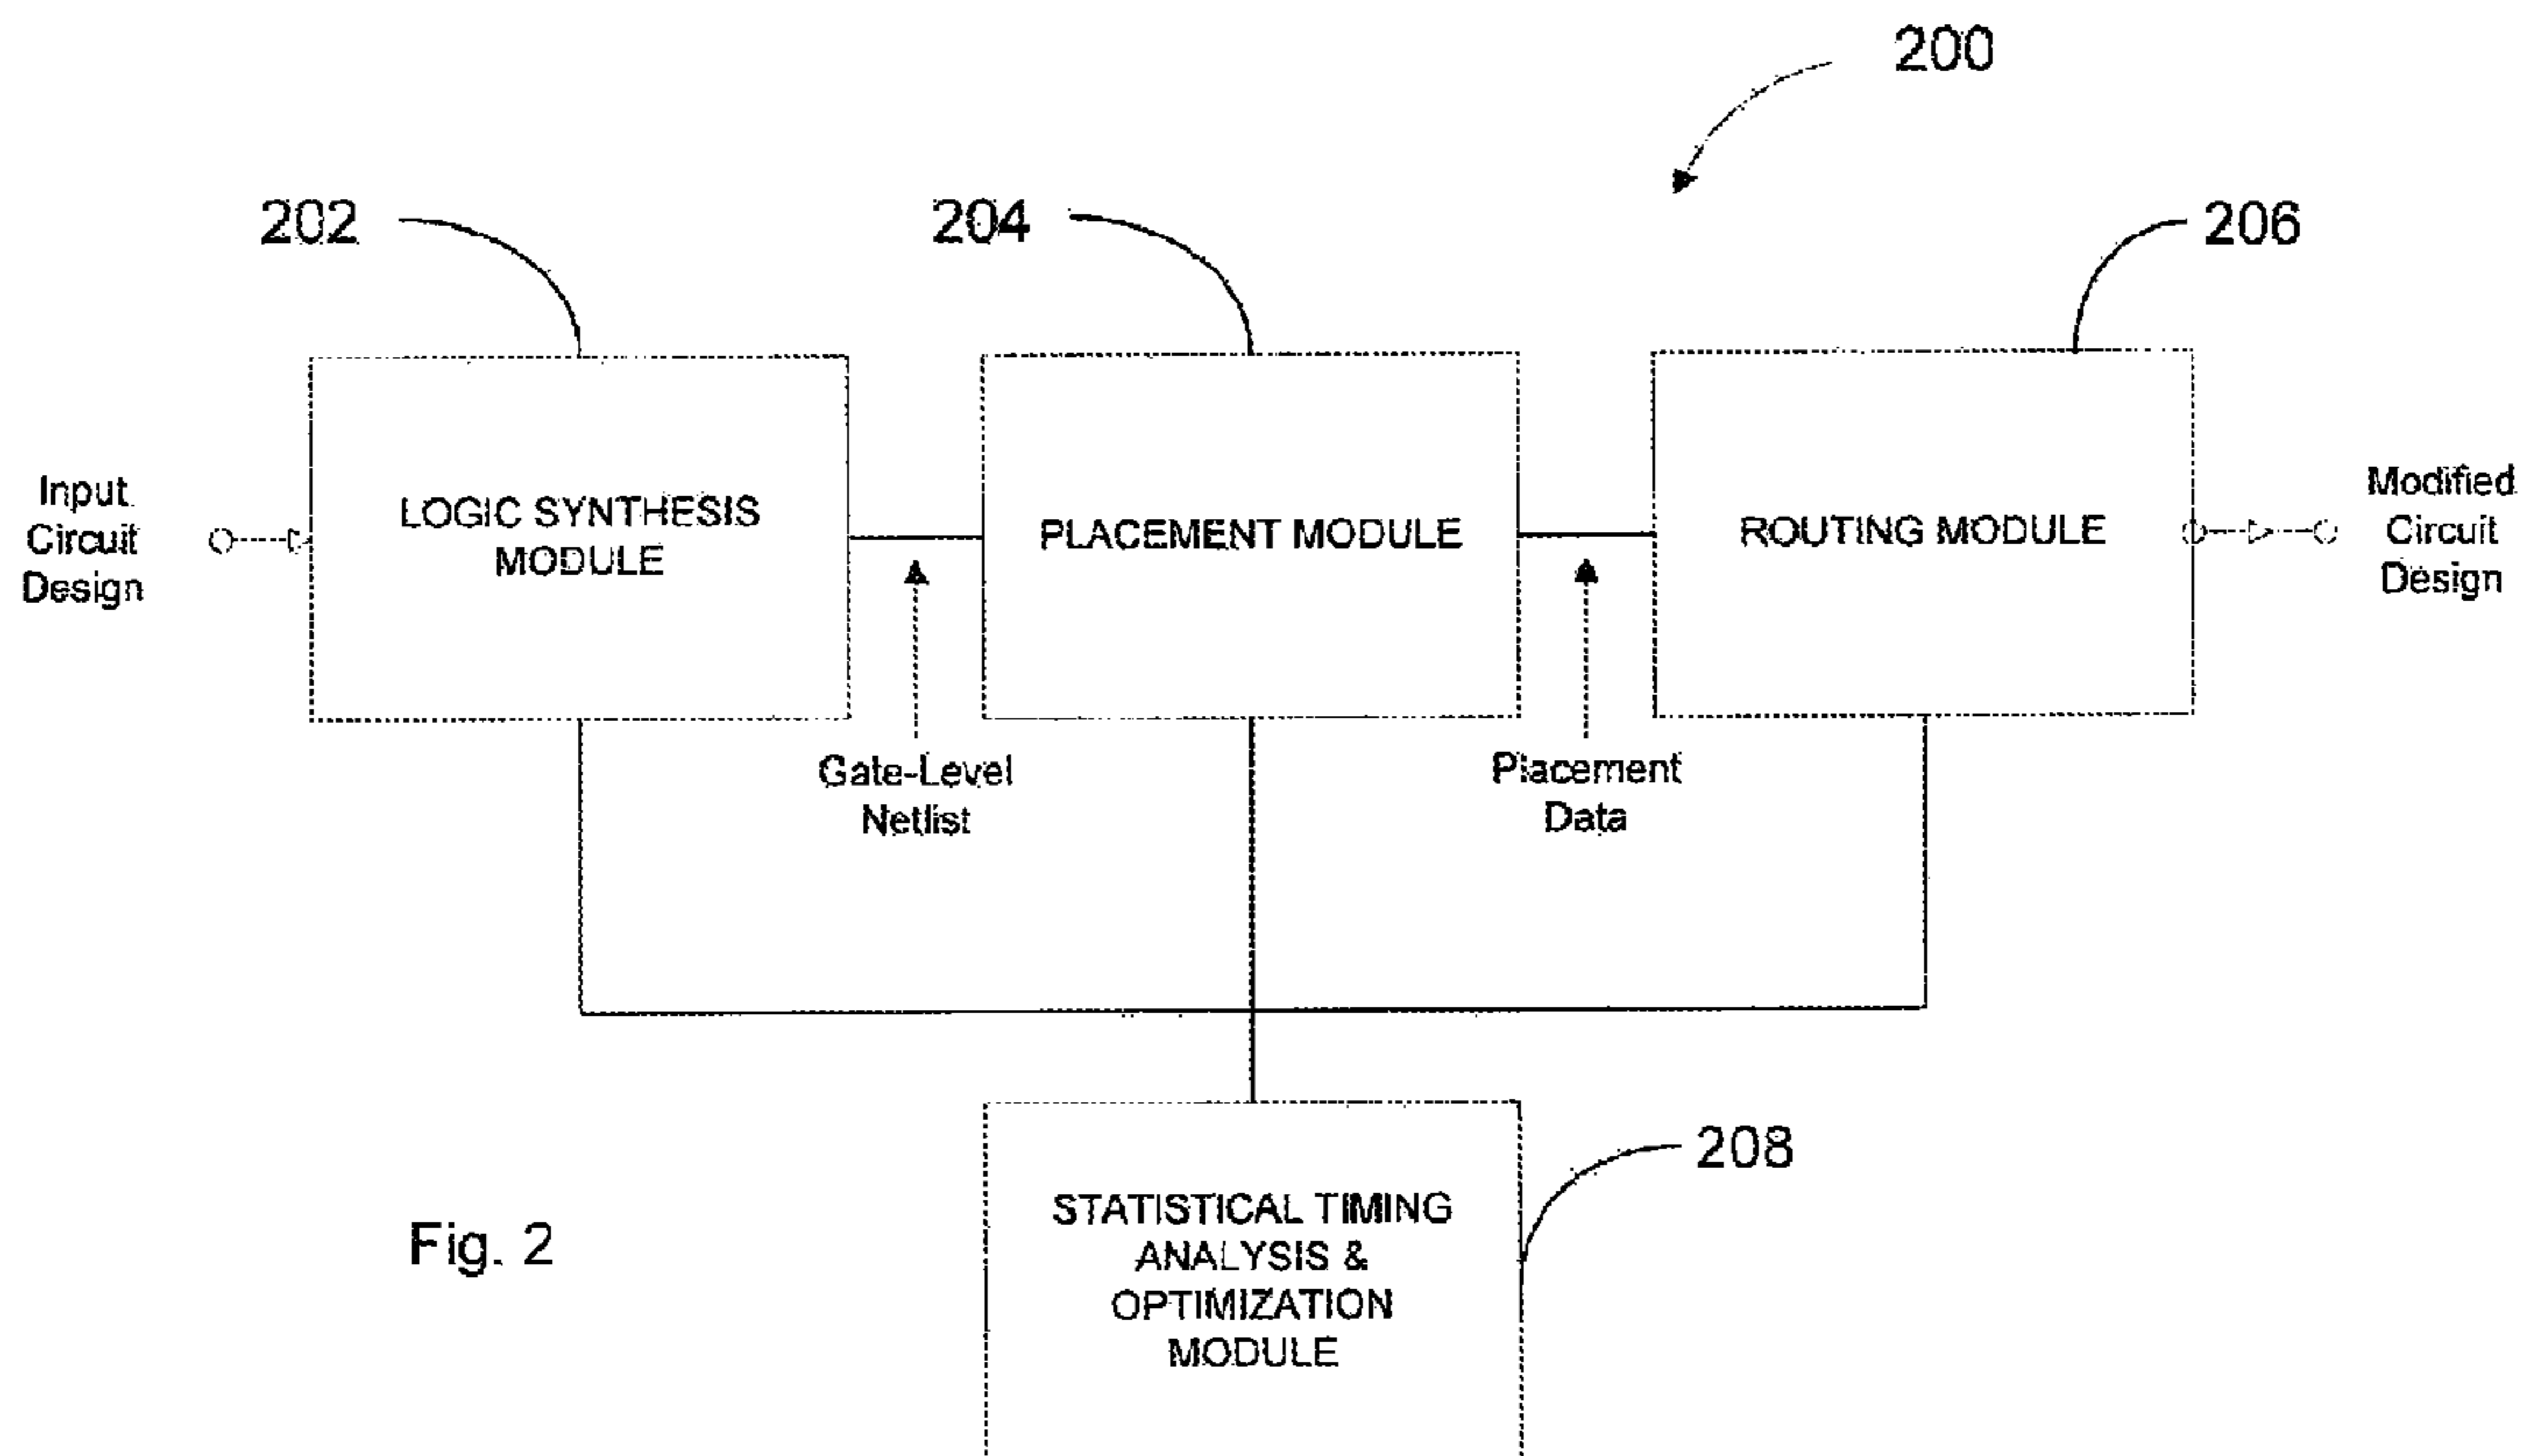 200
202
204
206
Input
Circuit
Design
LOGIC SYNTHESIS
MODULE
PLACEMENT MODULE
ROUTING MODULE
Modified
Circuit
Design
Gate-Level
Netlist
Placement
Data
208
STATISTICAL TIMING
ANALYSIS &
OPTIMIZATION
MODULE
Fig. 2